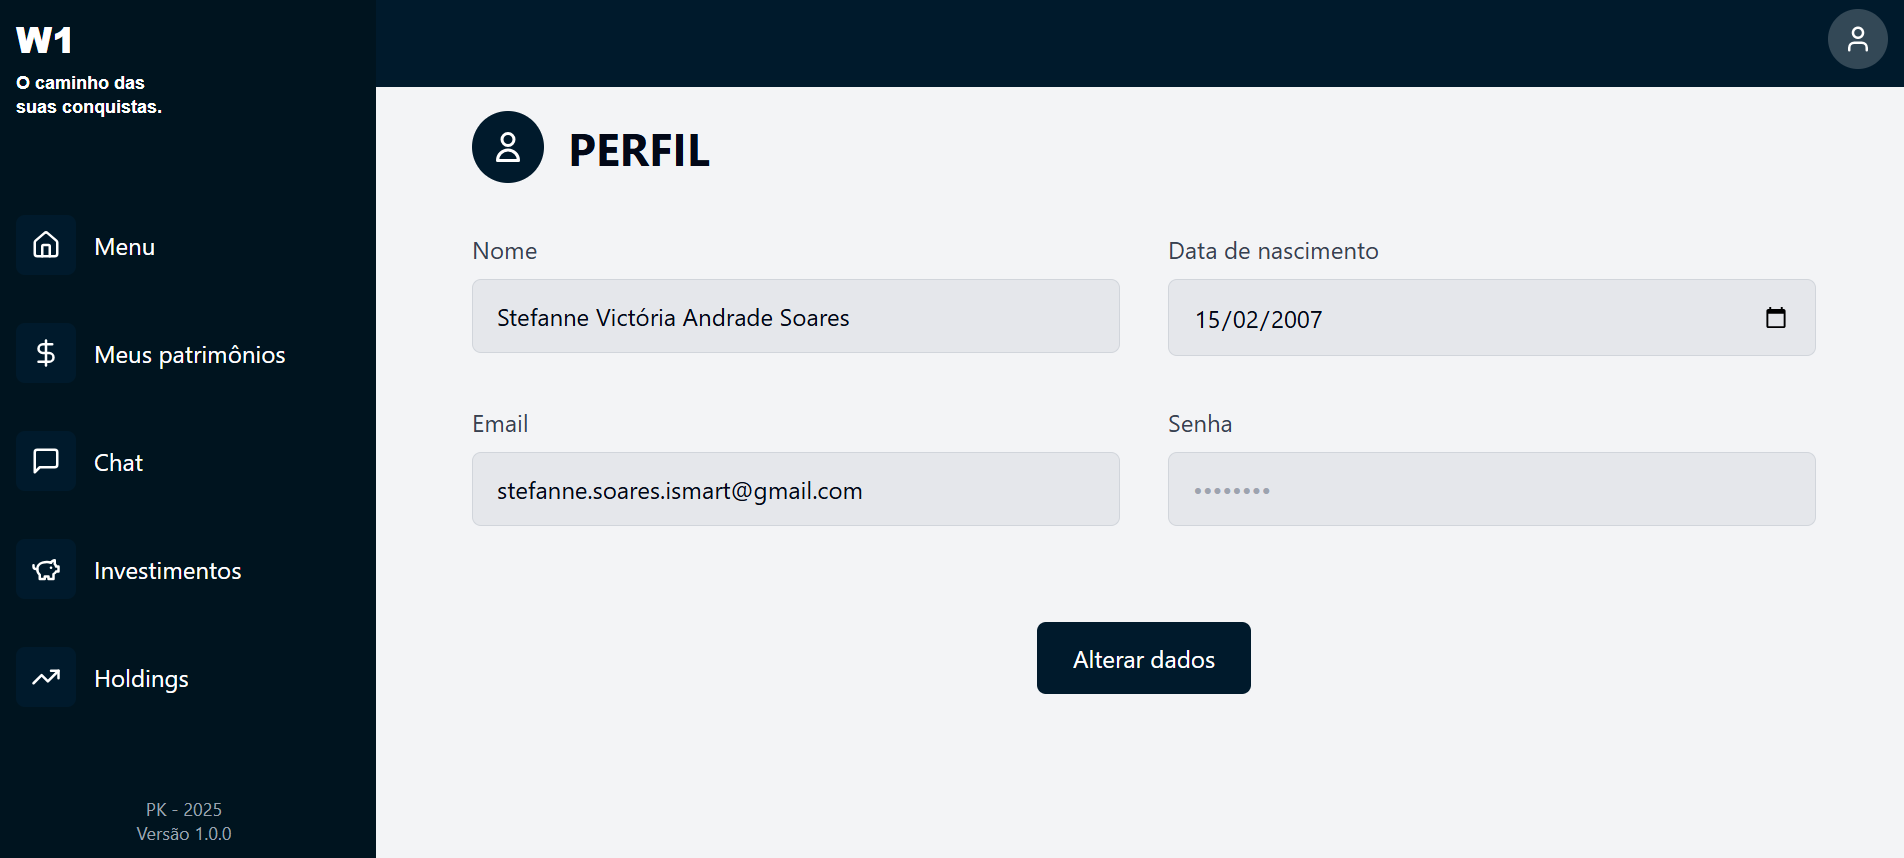 W1
O caminho das
suas conquistas.
Menu
Meus patrimônios
Chat
Investimentos
Holdings
PK - 2025
Versão 1.0.0
PERFIL
Nome
Stefanne Victória Andrade Soares
Data de nascimento
15/02/2007
Email
stefanne.soares.ismart@gmail.com
Senha
••••••••
Alterar dados